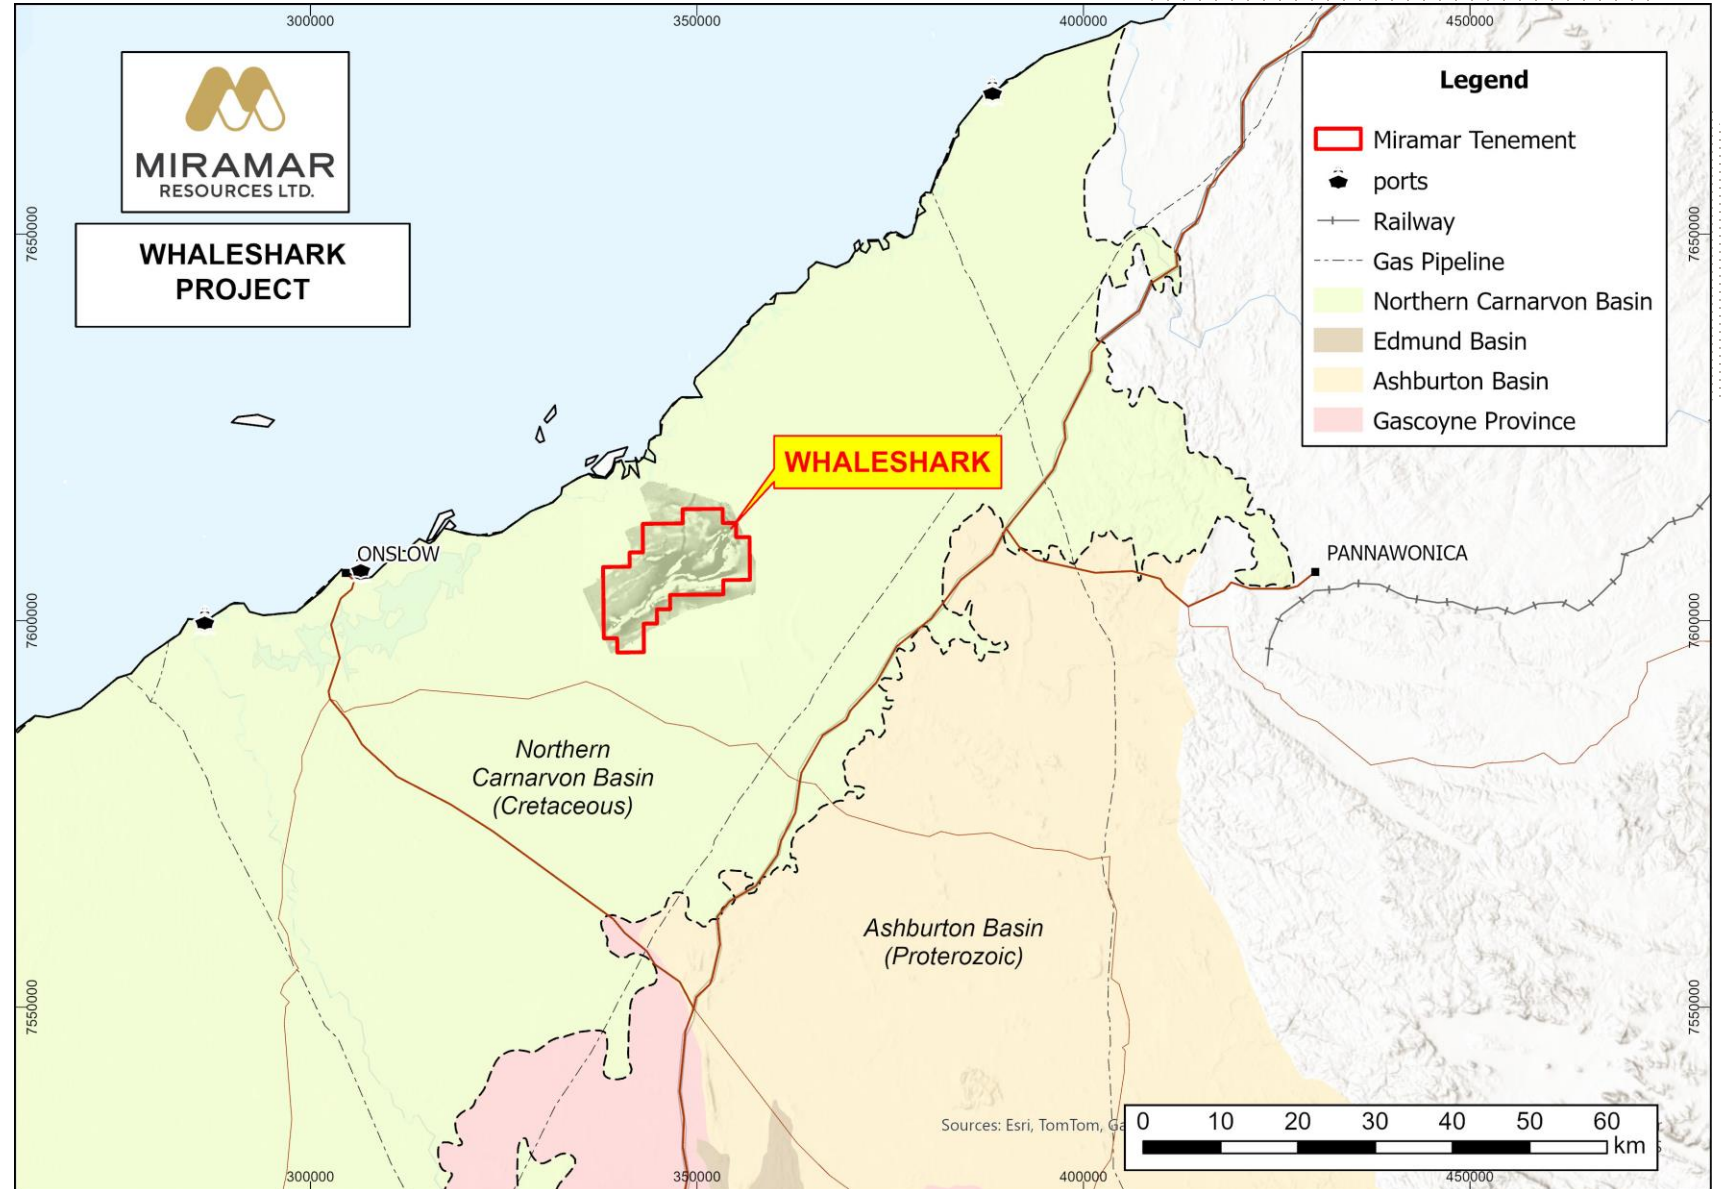 300000
350000
400000
450000
MIRAMAR
RESOURCES LTD.
WHALESHARK
PROJECT
Legend
Miramar Tenement
ports
Railway
Gas Pipeline
Northern Carnarvon Basin
Edmund Basin
Ashburton Basin
Gascoyne Province
7650000
7650000
WHALESHARK
ONSLOW
PANNAWONICA
7600000
7600000
Northern
Carnarvon Basin
(Cretaceous)
Ashburton Basin
(Proterozoic)
7550000
7550000
Sources: Esri, TomTom,
0 10 20 30 40 50 60
km
300000
350000
400000
450000